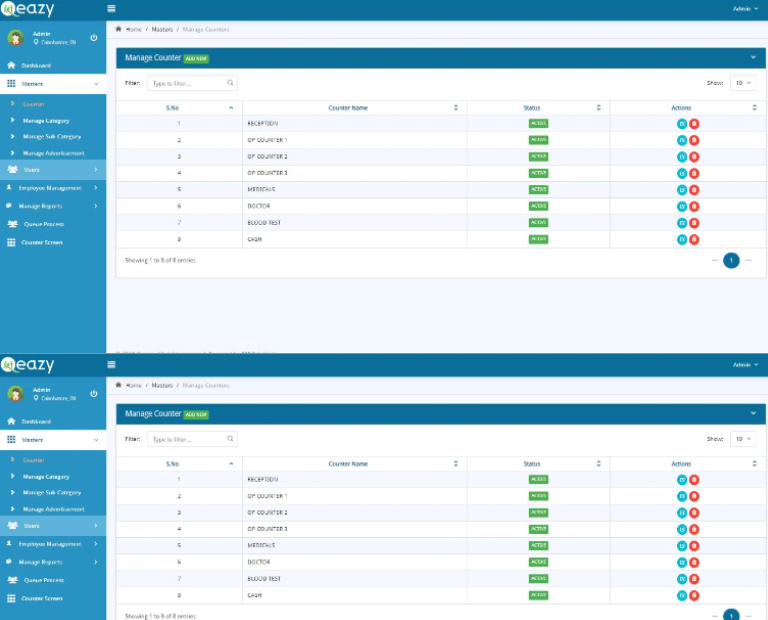 eazy
Admin
Admin
Coimbatore, IN
Home / Masters / Manage Counters
Dashboard
Masters
Counter
Manage Category
Manage Sub Category
Manage Advertisement
Users
Employee Management
Manage Reports
Queue Process
Counter Screen
Manage Counter ADD NEW
Filter: Type to filter... Show: 10
S.No Counter Name Status Actions
1 RECEPTION ACTIVE
2 OP COUNTER 1 ACTIVE
3 OP COUNTER 2 ACTIVE
4 OP COUNTER 3 ACTIVE
5 MEDICALS ACTIVE
6 DOCTOR ACTIVE
7 BLOOD TEST ACTIVE
8 CASH ACTIVE
Showing 1 to 8 of 8 entries 1
eazy
Admin
Admin
Coimbatore, IN
Home / Masters / Manage Counters
Dashboard
Masters
Counter
Manage Category
Manage Sub Category
Manage Advertisement
Users
Employee Management
Manage Reports
Queue Process
Counter Screen
Manage Counter ADD NEW
Filter: Type to filter... Show: 10
S.No Counter Name Status Actions
1 RECEPTION ACTIVE
2 OP COUNTER 1 ACTIVE
3 OP COUNTER 2 ACTIVE
4 OP COUNTER 3 ACTIVE
5 MEDICALS ACTIVE
6 DOCTOR ACTIVE
7 BLOOD TEST ACTIVE
8 CASH ACTIVE
Showing 1 to 8 of 8 entries 1